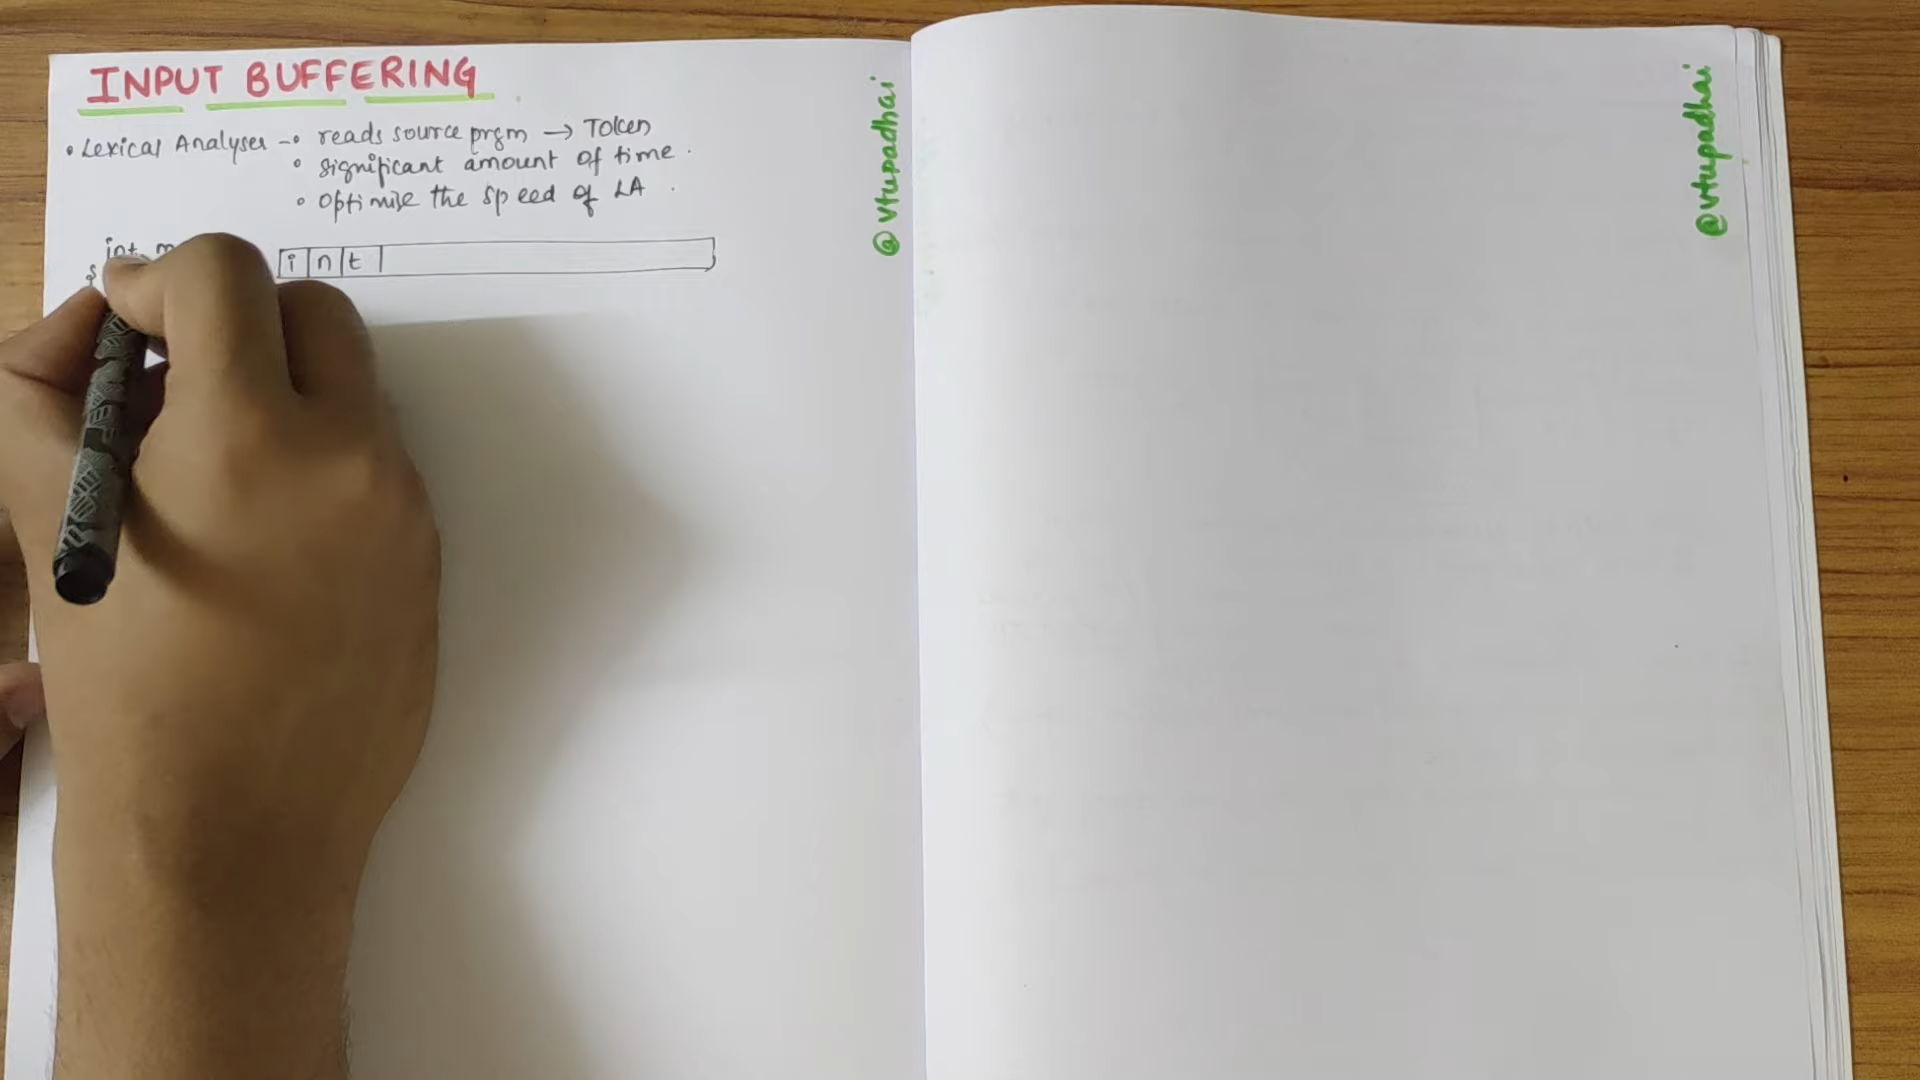 INPUT BUFFERING
• Lexical Analyser - • reads source prgm → Token
• significant amount of time.
• optimise the speed of LA.
int m
i n t
@vtupadhai
@vtupadhai